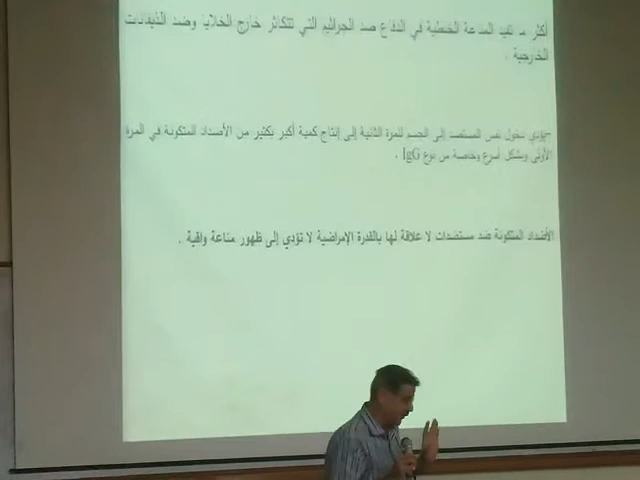 أكثر ما تفيد المناعة الخلطية في الدفاع ضد الجراثيم التي تتكاثر خارج الخلايا وضد الذيفانات
الخارجية .
-يؤدي دخول نفس المستضد إلى الجسم للمرة الثانية إلى إنتاج كمية أكبر بكثير من الأضداد المتكونة في المرة
الأولى وبشكل أسرع وخاصة من نوع IgG .
الأضداد المتكونة ضد مستضدات لا علاقة لها بالقدرة الإمراضية لا تؤدي إلى ظهور مناعة واقية .